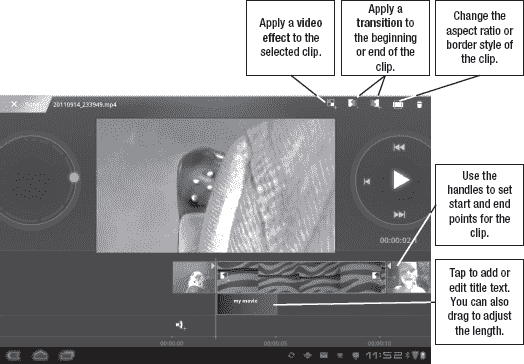 Apply a video
effect to the
selected clip.
Apply a
transition to
the beginning
or end of the
clip.
Change the
aspect ratio or
border style of
the clip.
20110914_233949.mp4
Use the
handles to set
start and end
points for the
clip.
my movie
Tap to add or
edit title text.
You can also
drag to adjust
the length.
00:00:00
00:00:05
00:00:10
11:52